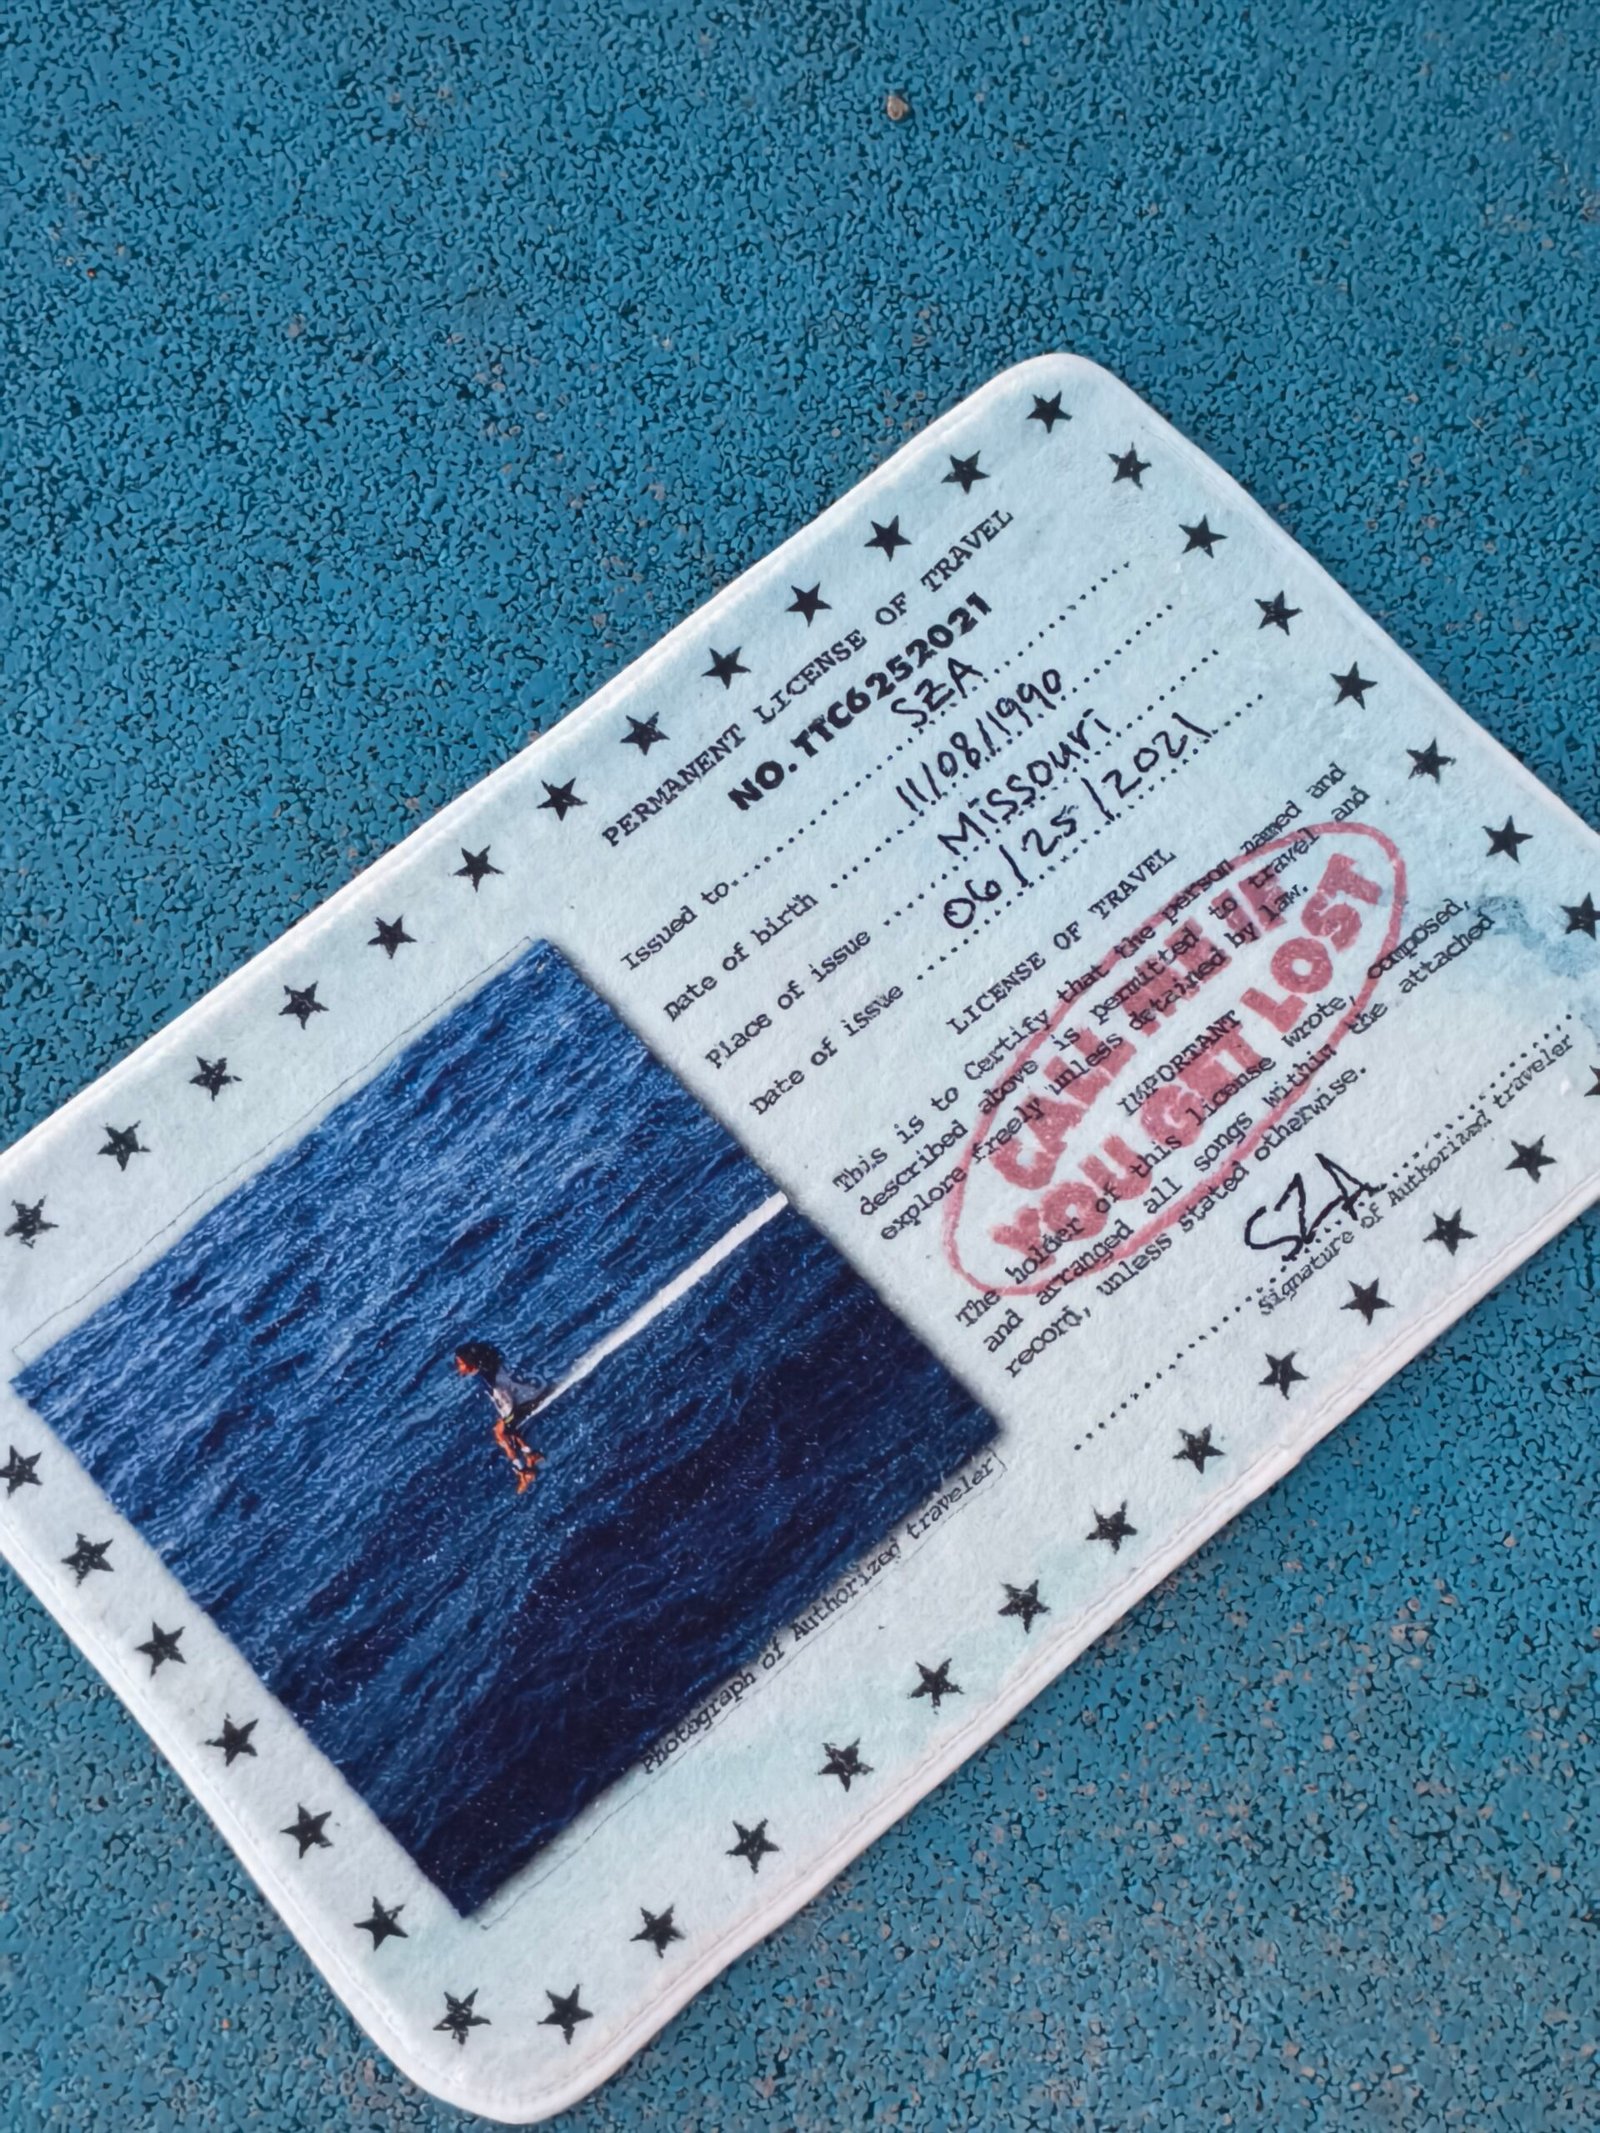 PERMANENT LICENSE OF TRAVEL
NO. TTC6252021
Issued to SZA
Date of birth 11/08/1990
Place of issue Missouri
Date of issue 06/25/2021
LICENSE OF TRAVEL
This is to Certify that the person named and
described above is permitted to travel and
explore freely unless detained by law.
IMPORTANT
The holder of this license wrote, composed,
and arranged all songs within the attached
record, unless stated otherwise.
CALL ME IF
YOU GET LOST
SZA
Signature of Authorized traveler
Photograph of Authorized traveler